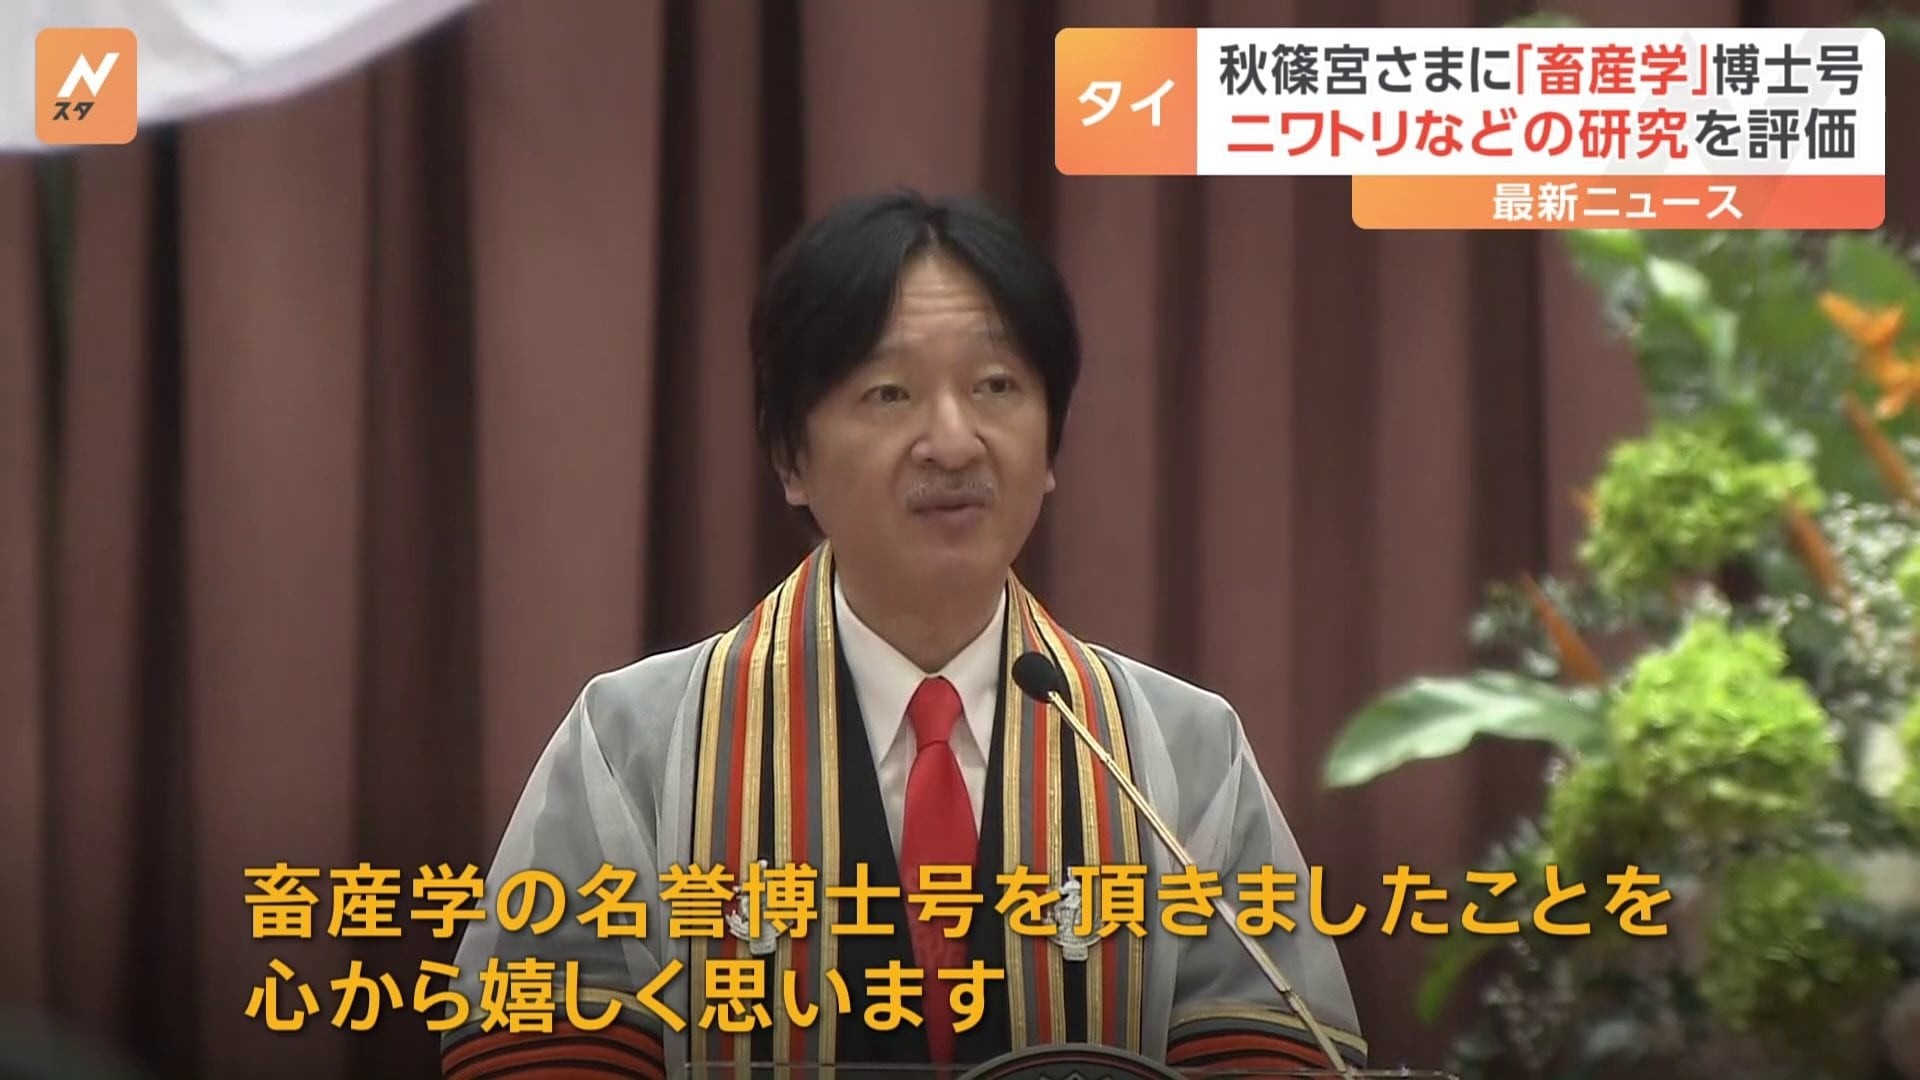 N
スタ
タイ
秋篠宮さまに「畜産学」博士号
ニワトリなどの研究を評価
最新ニュース
畜産学の名誉博士号を頂きましたことを
心から嬉しく思います